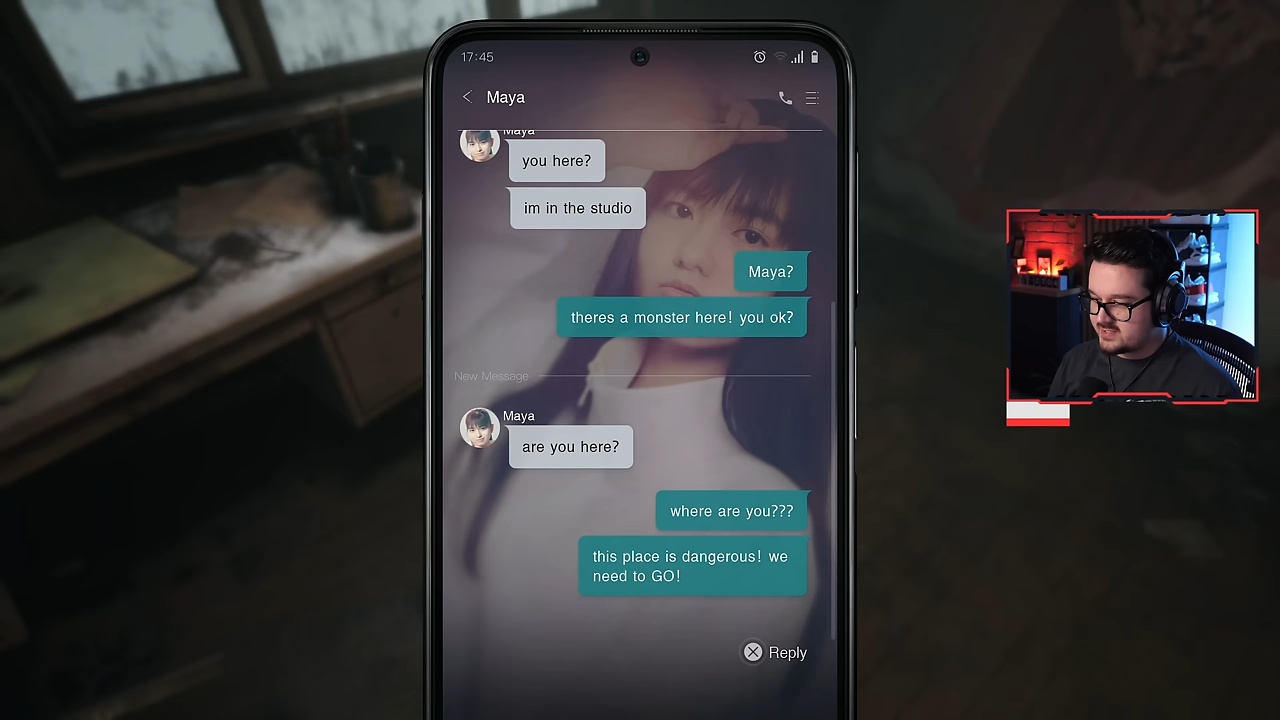 17:45
Maya
Maya
you here?
im in the studio
Maya?
theres a monster here! you ok?
New Message
Maya
are you here?
where are you???
this place is dangerous! we
need to GO!
Reply